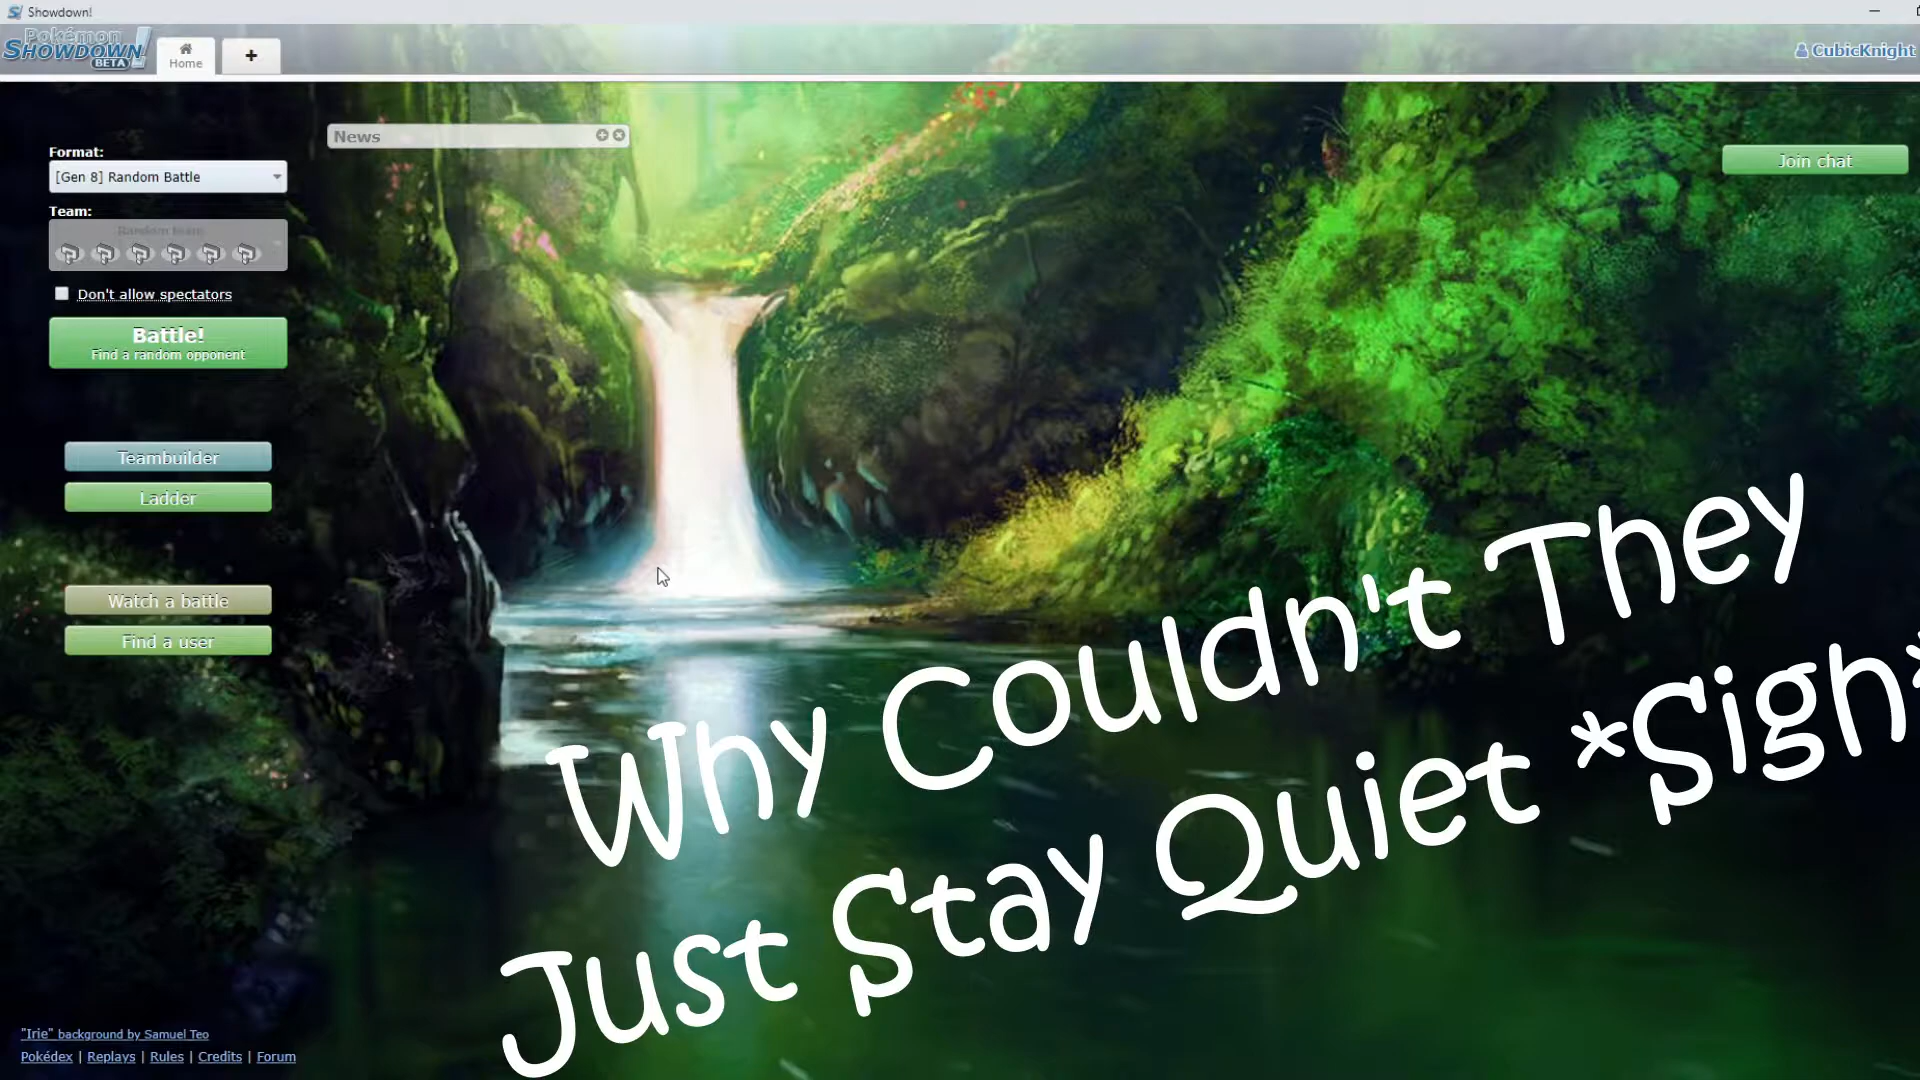 Showdown!
Pokémon
SHOWDOWN!
BETA
Home
+
CubicKnight
News
Format:
[Gen 8] Random Battle
Team:
Random team
Don't allow spectators
Battle!
Find a random opponent
Join chat
Teambuilder
Ladder
Watch a battle
Find a user
Why Couldn't They
Just Stay Quiet *Sigh*
"Irie" background by Samuel Teo
Pokédex | Replays | Rules | Credits | Forum